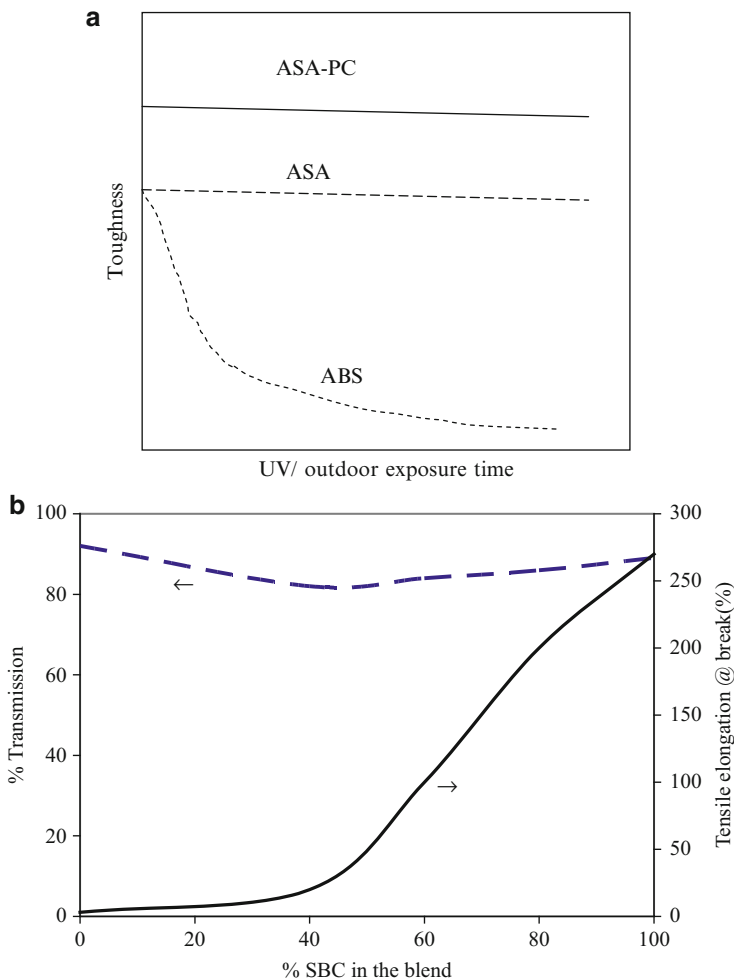 a
ASA-PC
ASA
ABS
Toughness
UV/ outdoor exposure time
b
100
80
60
40
20
0
% Transmission
300
250
200
150
100
50
0
Tensile elongation @ break(%)
0 20 40 60 80 100
% SBC in the blend